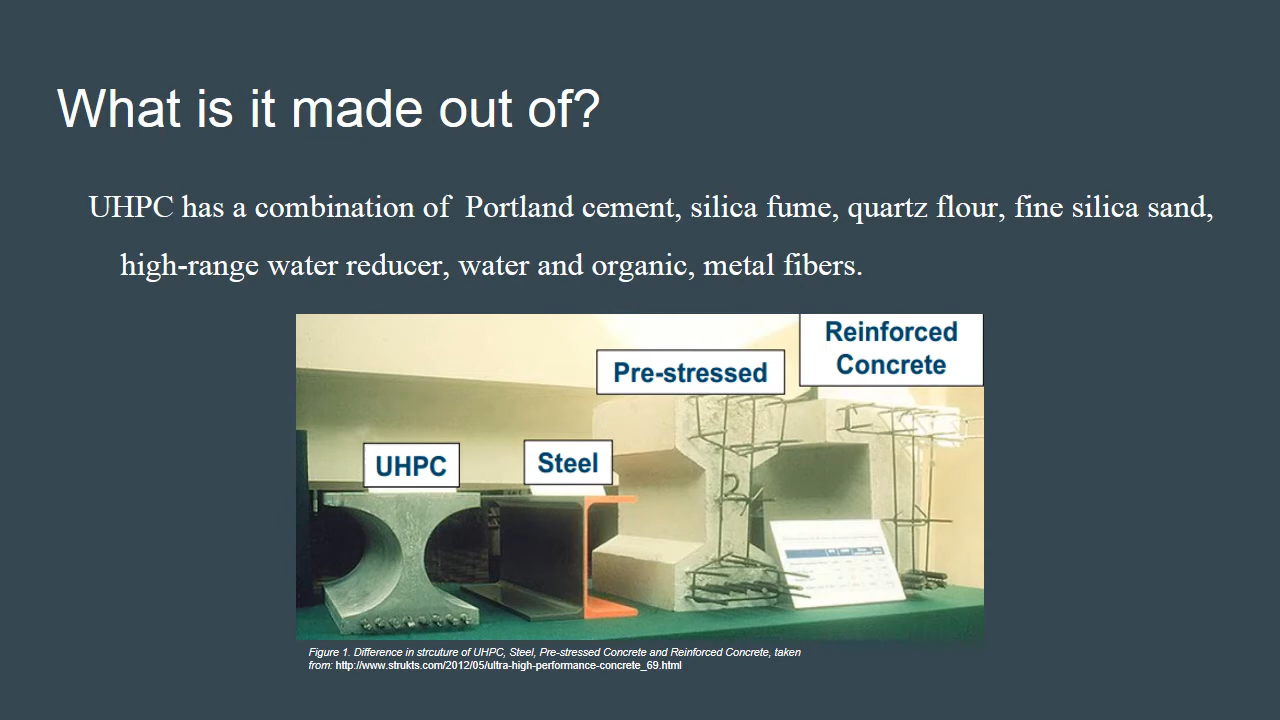 What is it made out of?
UHPC has a combination of  Portland cement, silica fume, quartz flour, fine silica sand,
high-range water reducer, water and organic, metal fibers.
Reinforced
Concrete
Pre-stressed
Steel
UHPC
Figure 1. Difference in strcuture of UHPC, Steel, Pre-stressed Concrete and Reinforced Concrete, taken
from: http://www.strukts.com/2012/05/ultra-high-performance-concrete_69.html